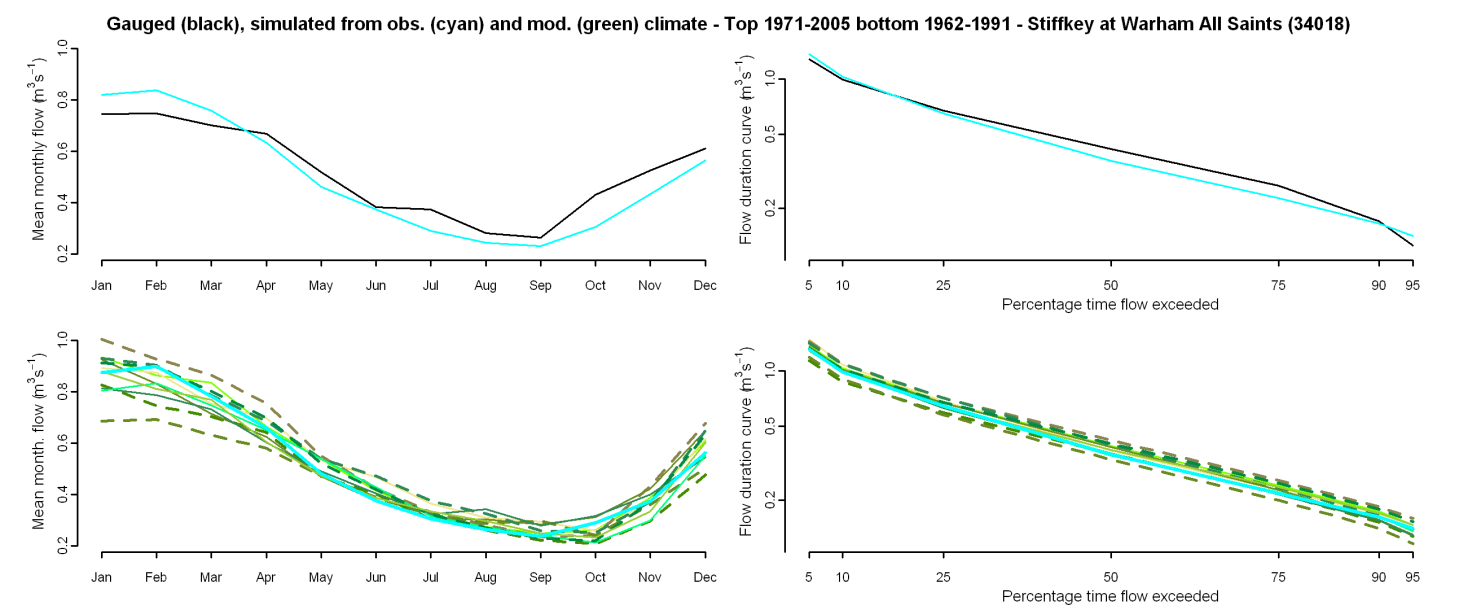 Gauged (black), simulated from obs. (cyan) and mod. (green) climate - Top 1971-2005 bottom 1962-1991 - Stiffkey at Warham All Saints (34018)
Mean monthly flow (m³s⁻¹)
0.2 0.4 0.6 0.8 1.0
Jan Feb Mar Apr May Jun Jul Aug Sep Oct Nov Dec
Flow duration curve (m³s⁻¹)
0.2 0.5 1.0
5 10 25 50 75 90 95
Percentage time flow exceeded
Mean month. flow (m³s⁻¹)
0.2 0.4 0.6 0.8 1.0
Jan Feb Mar Apr May Jun Jul Aug Sep Oct Nov Dec
Flow duration curve (m³s⁻¹)
0.2 0.5 1.0
5 10 25 50 75 90 95
Percentage time flow exceeded